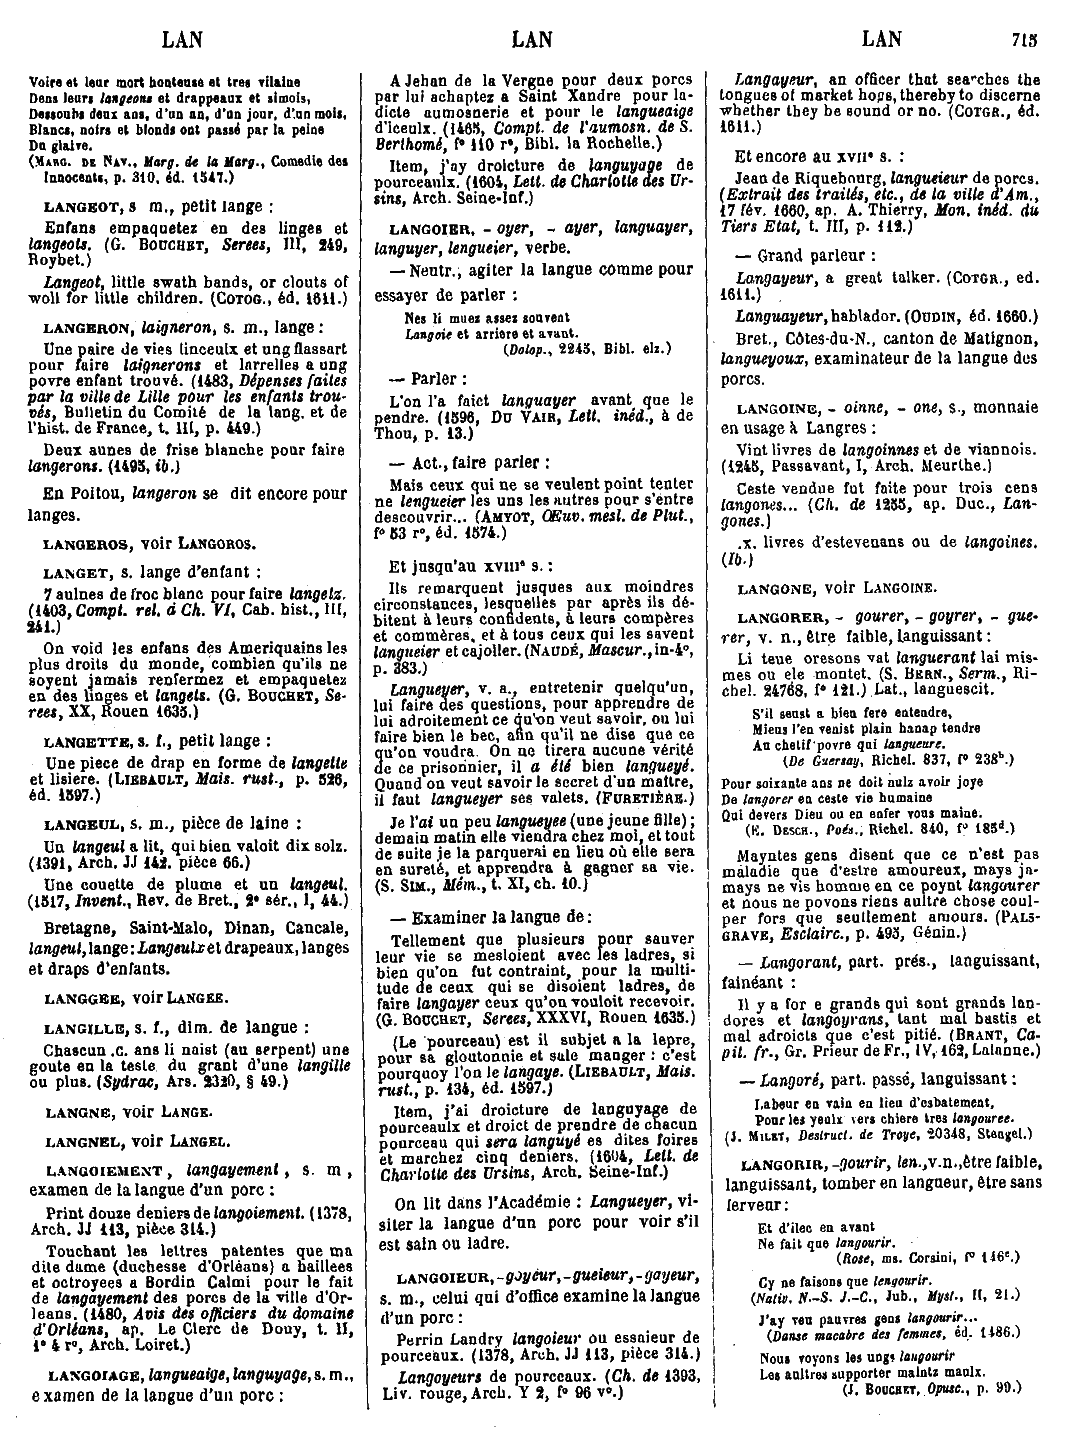 LAN
LAN
LAN
715
Voire et leur mort honteuse et tres vilaine
Dens leurs langeons et drappeaux et simois,
Dessoubs deux ans, d'un an, d'un jour, d'un mois,
Blancs, noirs et blonds ont passé par la peine
Du glaive.
(MARG. DE NAV., Marg. de la Marg., Comedie des
Innocents, p. 310, éd. 1547.)
LANGEOT, s m., petit lange :
Enfans empaquetez en des linges et
langeots. (G. BOUCHET, Serees, III, 249,
Roybet.)
Langeot, little swath bands, or clouts of
woll for little children. (COTOG., éd. 1611.)
LANGERON, laigneron, s. m., lange :
Une paire de vies linceulx et ung flassart
pour faire laignerons et larrelles a ung
povre enfant trouvé. (1483, Dépenses faites
par la ville de Lille pour les enfants trou-
vés, Bulletin du Comité de la lang. et de
l'hist. de France, t. III, p. 449.)
Deux aunes de frise blanche pour faire
langerons. (1495, ib.)
En Poitou, langeron se dit encore pour
langes.
LANGEROS, voir LANGOROS.
LANGET, s. lange d'enfant :
7 aulnes de froc blanc pour faire langetz.
(1403, Compt. rel. á Ch. VI, Cab. hist., III,
241.)
On void les enfans des Ameriquains les
plus droits du monde, combien qu'ils ne
soyent jamais renfermez et empaquetez
en des linges et langets. (G. BOUCHET, Se-
rees, XX, Rouen 1635.)
LANGETTE, s. f., petit lange :
Une piece de drap en forme de langette
et lisiere. (LIEBAULT, Mais. rust., p. 526,
éd. 1597.)
LANGEUL, s. m., pièce de laine :
Un langeul a lit, qui bien valoit dix solz.
(1391, Arch. JJ 142. pièce 66.)
Une couette de plume et un langeul.
(1517, Invent., Rev. de Bret., 2e sér., I, 44.)
Bretagne, Saint-Malo, Dinan, Cancale,
langeul, lange : Langeulx et drapeaux, langes
et draps d'enfants.
LANGGEE, voir LANGEE.
LANGILLE, s. f., dim. de langue :
Chascun .c. ans li naist (au serpent) une
goute en la teste du grant d'une langille
ou plus. (Sydrac, Ars. 2320, § 49.)
LANGNE, voir LANGE.
LANGNEL, voir LANGEL.
LANGOIEMENT, langayement, s. m,
examen de la langue d'un porc :
Print douze deniers de langoiement. (1378,
Arch. JJ 113, pièce 314.)
Touchant les lettres patentes que ma
dite dame (duchesse d'Orléans) a baillees
et octroyees a Bordin Calmi pour le fait
de langayement des porcs de la ville d'Or-
leans. (1480, Avis des officiers du domaine
d'Orléans, ap. Le Clerc de Douy, t. II,
1e 4 ro, Arch. Loiret.)
LANGOIAGE, langueaige, languyage, s. m.,
examen de la langue d'un porc :
A Jehan de la Vergne pour deux porcs
par lui achaptez a Saint Xandre pour la-
dicte aumosnerie et pour le langueaige
d'iceulx. (1465, Compt. de l'aumosn. de S.
Berthomé, fo 110 ro, Bibl. la Rochelle.)
Item, j'ay droicture de languyage de
pourceaulx. (1604, Lett. de Charlotte des Ur-
sins, Arch. Seine-Inf.)
LANGOIER, - oyer, - ayer, languayer,
languyer, lengueier, verbe.
— Neutr., agiter la langue comme pour
essayer de parler :
Nes li muez assez souvent
Langoie et arriere et avant.
(Dolop., 2245, Bibl. elz.)
— Parler :
L'on l'a faict languayer avant que le
pendre. (1596, DU VAIR, Lett. inéd., à de
Thou, p. 13.)
— Act., faire parler :
Mais ceux qui ne se veulent point tenter
ne lengueier les uns les autres pour s'entre
descouvrir... (AMYOT, Œuv. mesl. de Plut.,
fo 53 ro, éd. 1574.)
Et jusqu'au XVIIIe s. :
Ils remarquent jusques aux moindres
circonstances, lesquelles par après ils dé-
bitent à leurs confidents, à leurs compères
et commères, et à tous ceux qui les savent
langueier et cajoller. (NAUDÉ, Mascur., in-4o,
p. 383.)
Langueyer, v. a., entretenir quelqu'un,
lui faire des questions, pour apprendre de
lui adroitement ce qu'on veut savoir, ou lui
faire bien le bec, afin qu'il ne dise que ce
qu'on voudra. On ne tirera aucune vérité
de ce prisonnier, il a été bien langueyé.
Quand on veut savoir le secret d'un maître,
il faut langueyer ses valets. (FURETIÈRE.)
Je l'ai un peu langueyee (une jeune fille) ;
demain matin elle viendra chez moi, et tout
de suite je la parquerai en lieu où elle sera
en sureté, et apprendra à gagner sa vie.
(S. SIM., Mém., t. XI, ch. 10.)
— Examiner la langue de :
Tellement que plusieurs pour sauver
leur vie se mesloient avec les ladres, si
bien qu'on fut contraint, pour la multi-
tude de ceux qui se disoient ladres, de
faire langayer ceux qu'on vouloit recevoir.
(G. BOUCHET, Serees, XXXVI, Rouen 1635.)
(Le pourceau) est il subjet a la lepre,
pour sa gloutonnie et sale manger : c'est
pourquoy l'on le langaye. (LIEBAULT, Mais.
rust., p. 134, éd. 1597.)
Item, j'ai droicture de languyage de
pourceaulx et droict de prendre de chacun
pourceau qui sera languyé es dites foires
et marchez cinq deniers. (1604, Lett. de
Charlotte des Ursins, Arch. Seine-Inf.)
On lit dans l'Académie : Langueyer, vi-
siter la langue d'un porc pour voir s'il
est sain ou ladre.
LANGOIEUR, -goyeur, -gueieur, -gayeur,
s. m., celui qui d'office examine la langue
d'un porc :
Perrin Landry langoieur ou essaieur de
pourceaux. (1378, Arch. JJ 113, pièce 314.)
Langoyeurs de pourceaux. (Ch. de 1393,
Liv. rouge, Arch. Y 2, fo 96 vo.)
Langayeur, an officer that searches the
tongues of market hogs, thereby to discerne
whether they be sound or no. (COTGR., éd.
1611.)
Et encore au XVIIe s. :
Jean de Riquebourg, langueieur de porcs.
(Extrait des traités, etc., de la ville d'Am.,
17 fév. 1660, ap. A. Thierry, Mon. inéd. du
Tiers Etat, t. III, p. 112.)
— Grand parleur :
Langayeur, a great talker. (COTGR., ed.
1611.)
Languayeur, hablador. (OUDIN, éd. 1660.)
Bret., Côtes-du-N., canton de Matignon,
langueyoux, examinateur de la langue des
porcs.
LANGOINE, - oinne, - one, s., monnaie
en usage à Langres :
Vint livres de langoinnes et de viannois.
(1245, Passavant, I, Arch. Meurthe.)
Ceste vendue fut faite pour trois cens
langones... (Ch. de 1255, ap. Duc., Lan-
gones.)
.x. livres d'estevenans ou de langoines.
(Ib.)
LANGONE, voir LANGOINE.
LANGORER, - gourer, - goyrer, - gue-
rer, v. n., être faible, languissant :
Li teue oresons vat languerant lai mis-
mes ou ele montet. (S. BERN., Serm., Ri-
chel. 24768, fo 121.) Lat., languescit.
S'il senst a bien fere entendre,
Mieus l'en venist plain hanap tendre
Au chetif povre qui langueure.
(De Guersay, Richel. 837, fo 238b.)
Pour soixante ans ne doit nulz avoir joye
De langorer en ceste vie humaine
Qui devers Dieu ou en enfer vous maine.
(E. DESCH., Poés., Richel. 840, fo 185d.)
Mayntes gens disent que ce n'est pas
maladie que d'estre amoureux, mays ja-
mays ne vis homme en ce poynt langourer
et nous ne povons riens aultre chose coul-
per fors que seullement amours. (PALS-
GRAVE, Esclairc., p. 493, Génin.)
— Langorant, part. prés., languissant,
fainéant :
Il y a for e grands qui sont grands lan-
dores et langoyrans, tant mal bastis et
mal adroicts que c'est pitié. (BRANT, Ca-
pit. fr., Gr. Prieur de Fr., IV, 162, Lalanne.)
— Langoré, part. passé, languissant :
Labeur en vain en lieu d'esbatement,
Pour les yeulx vers chiere tres langouree.
(J. MILET, Destruct. de Troye, 20348, Stengel.)
LANGORIR, -gourir, len., v.n., être faible,
languissant, tomber en langueur, être sans
ferveur :
Et d'ilec en avant
Ne fait que langourir.
(Rose, ms. Corsini, fo 146c.)
Cy ne faisons que lengourir.
(Nativ. N.-S. J.-C., Jub., Myst., II, 21.)
J'ay veu pauvres gens langourir...
(Danse macabre des femmes, éd. 1486.)
Nous voyons les ungs langourir
Les aultres supporter maintz maulx.
(J. BOUCHET, Opusc., p. 99.)